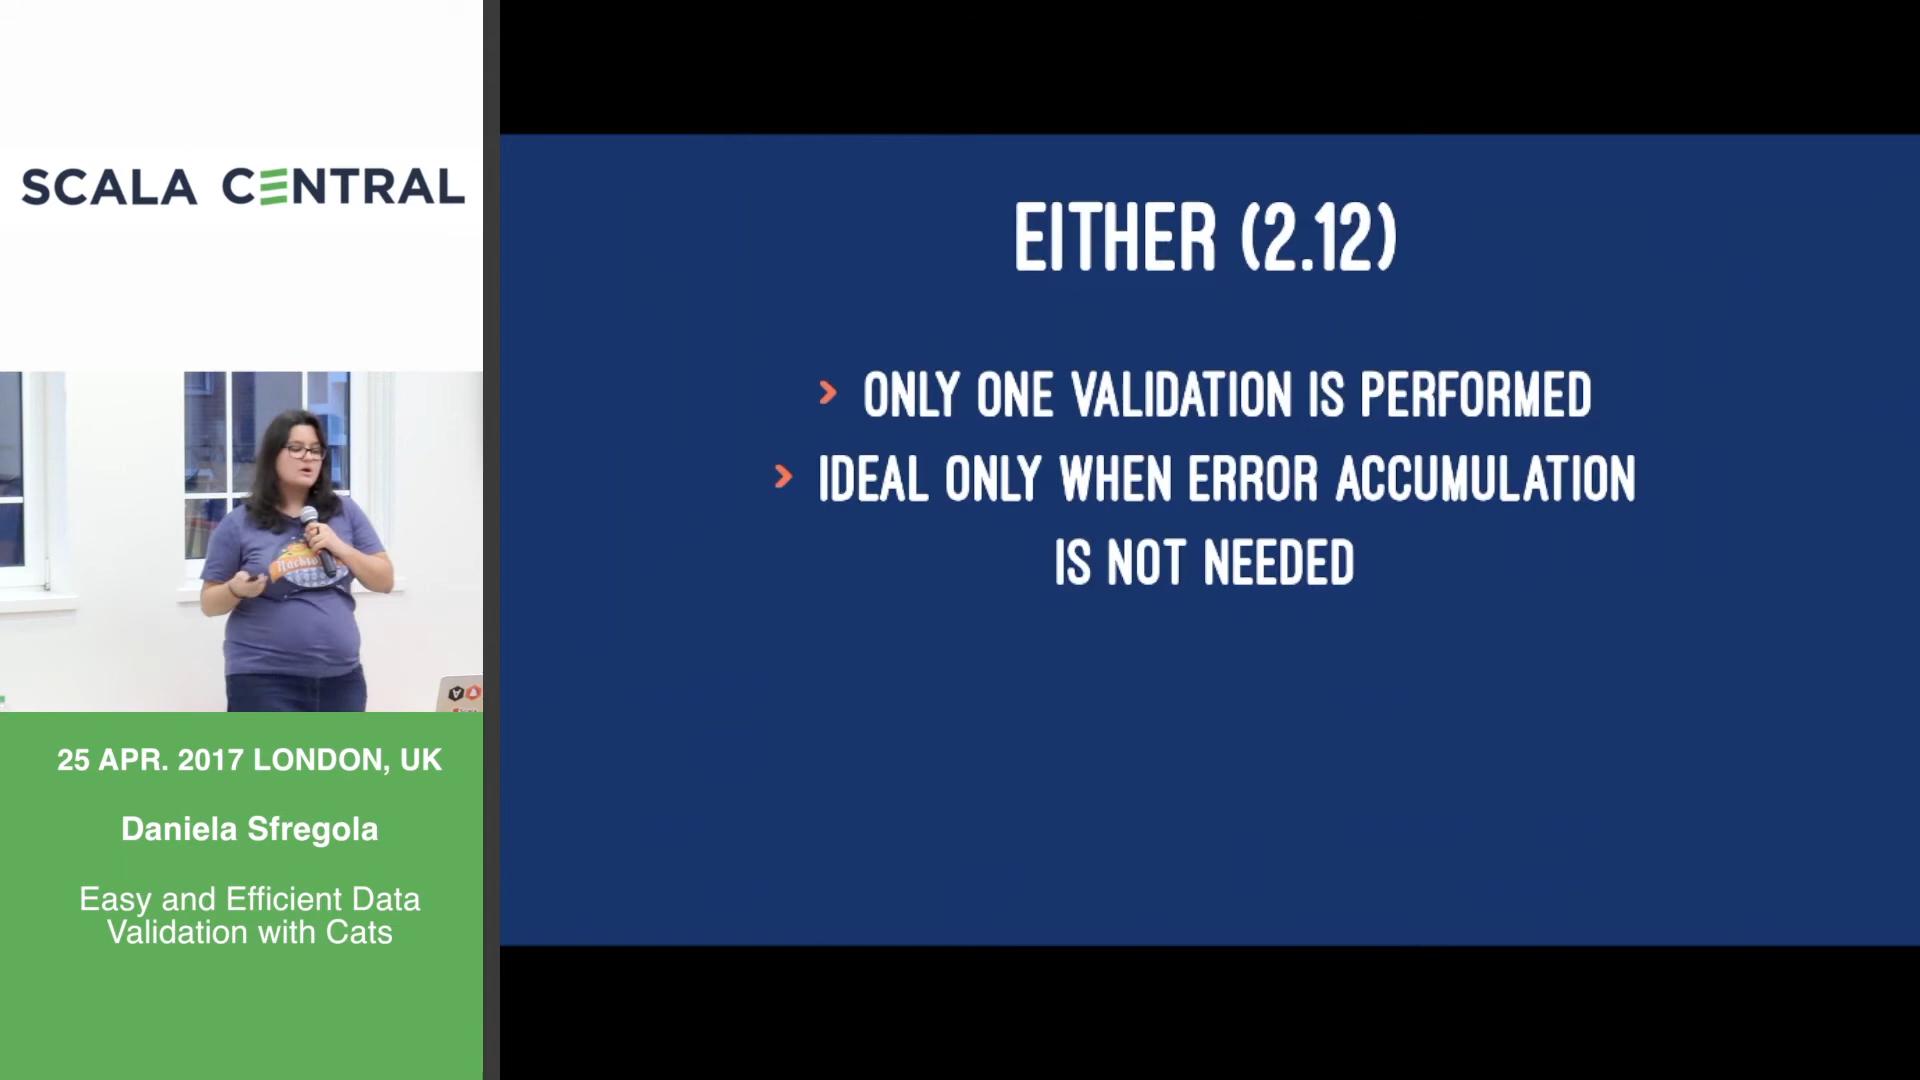 SCALA CENTRAL
EITHER (2.12)
› ONLY ONE VALIDATION IS PERFORMED
› IDEAL ONLY WHEN ERROR ACCUMULATION
IS NOT NEEDED
25 APR. 2017 LONDON, UK
Daniela Sfregola
Easy and Efficient Data
Validation with Cats